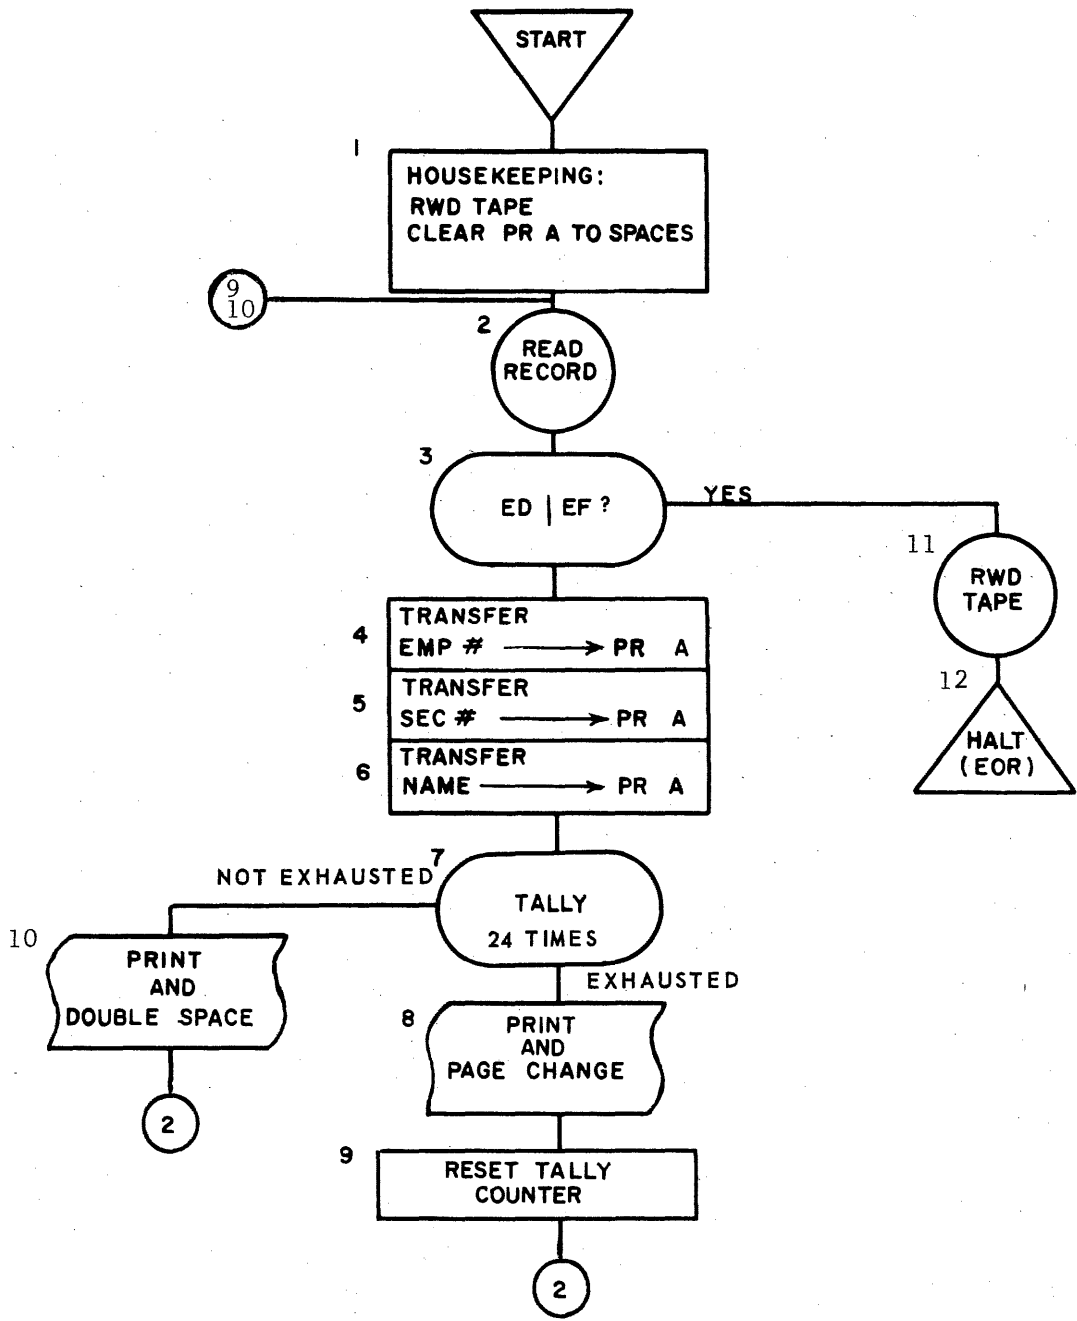 START
1
HOUSEKEEPING:
RWD TAPE
CLEAR PR A TO SPACES
9
10
2
READ
RECORD
3
ED | EF ?
YES
11
RWD
TAPE
12
HALT
(EOR)
4
TRANSFER
EMP # → PR A
5
TRANSFER
SEC # → PR A
6
TRANSFER
NAME → PR A
7
NOT EXHAUSTED
TALLY
24 TIMES
EXHAUSTED
10
PRINT
AND
DOUBLE SPACE
2
8
PRINT
AND
PAGE CHANGE
9
RESET TALLY
COUNTER
2